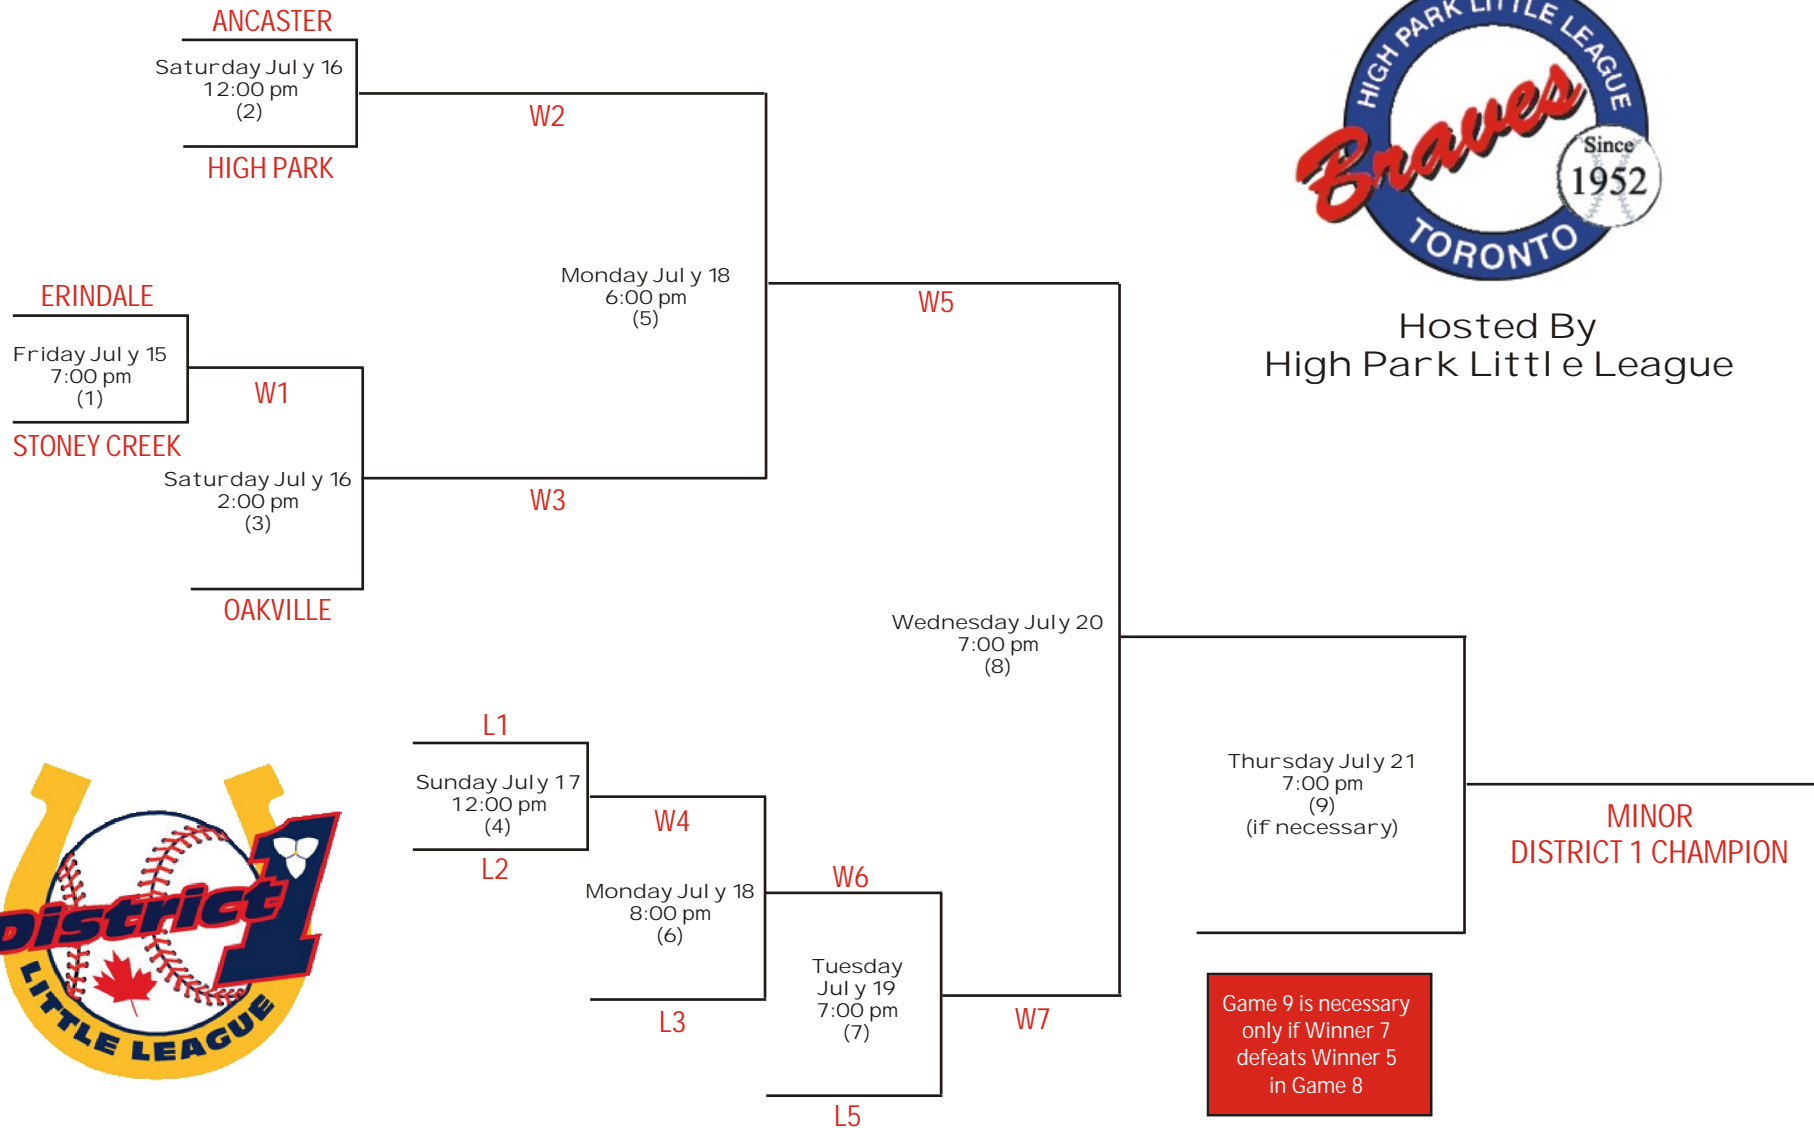 ANCASTER
Saturday July 16
12:00 pm
(2)
HIGH PARK
W2
ERINDALE
Friday July 15
7:00 pm
(1)
STONEY CREEK
W1
Saturday July 16
2:00 pm
(3)
OAKVILLE
W3
Monday July 18
6:00 pm
(5)
W5
HIGH PARK LITTLE LEAGUE
Braves
Since
1952
TORONTO
Hosted By
High Park Little League
Wednesday July 20
7:00 pm
(8)
L1
Sunday July 17
12:00 pm
(4)
L2
W4
Monday July 18
8:00 pm
(6)
L3
W6
Tuesday
July 19
7:00 pm
(7)
L5
W7
Thursday July 21
7:00 pm
(9)
(if necessary)
MINOR
DISTRICT 1 CHAMPION
Game 9 is necessary
only if Winner 7
defeats Winner 5
in Game 8
District 1
LITTLE LEAGUE